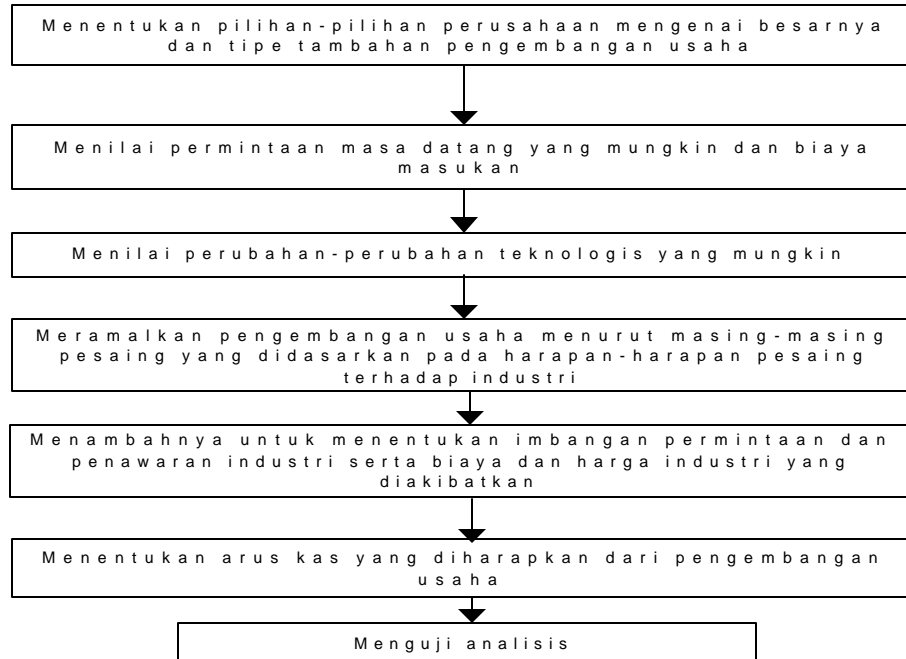 Menentukan pilihan-pilihan perusahaan mengenai besarnya
dan tipe tambahan pengembangan usaha
Menilai permintaan masa datang yang mungkin dan biaya
masukan
Menilai perubahan-perubahan teknologis yang mungkin
Meramalkan pengembangan usaha menurut masing-masing
pesaing yang didasarkan pada harapan-harapan pesaing
terhadap industri
Menambahnya untuk menentukan imbangan permintaan dan
penawaran industri serta biaya dan harga industri yang
diakibatkan
Menentukan arus kas yang diharapkan dari pengembangan
usaha
Menguji analisis